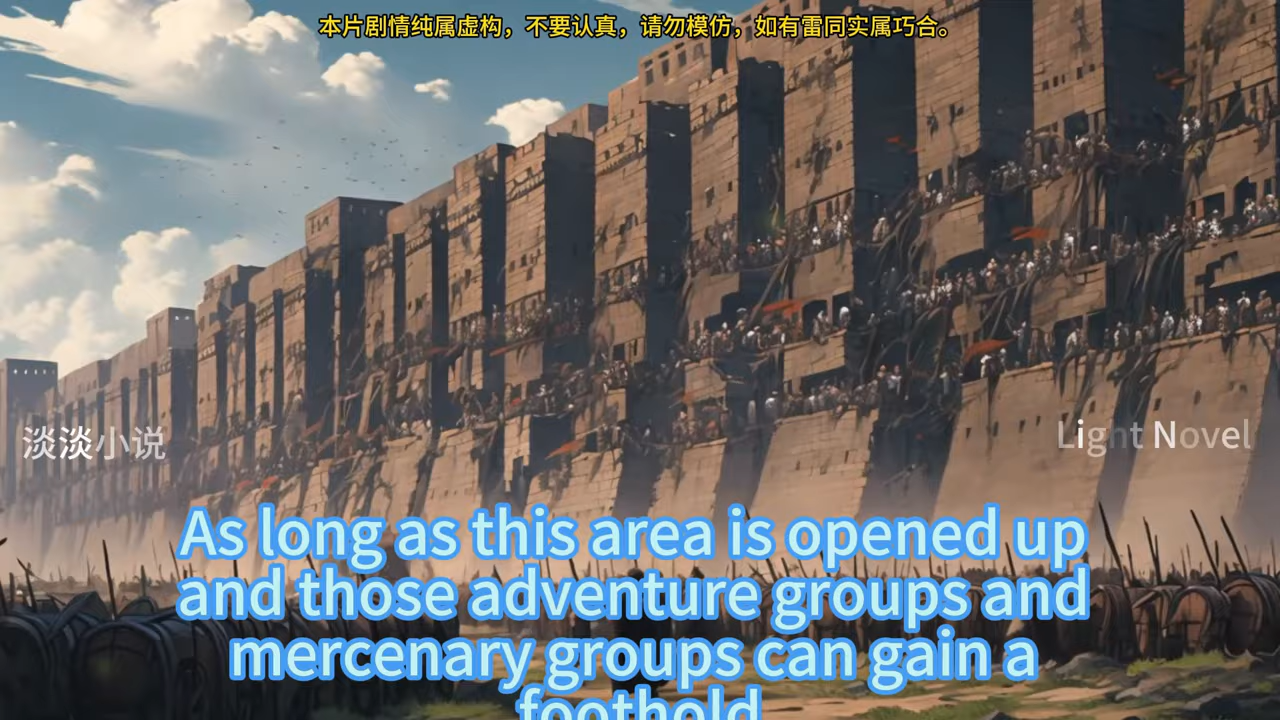 本片剧情纯属虚构，不要认真，请勿模仿，如有雷同实属巧合。
淡淡小说
Light Novel
As long as this area is opened up
and those adventure groups and
mercenary groups can gain a
foothold